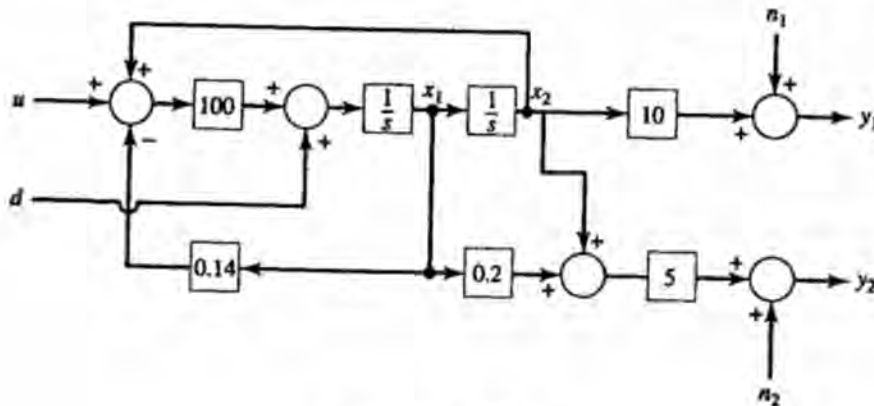 n₁
+
u + + 100 + 1/s x₁ 1/s x₂ 10 + y₁
− +
d
+
0.14 0.2 + 5 + y₂
+
n₂